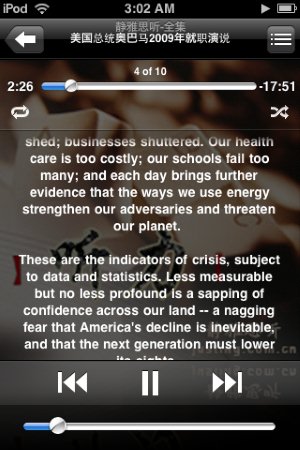 iPod
3:02 AM
静雅思听-全集
美国总统奥巴马2009年就职演说
4 of 10
2:26
-17:51
shed; businesses shuttered. Our health
care is too costly; our schools fail too
many; and each day brings further
evidence that the ways we use energy
strengthen our adversaries and threaten
our planet.
These are the indicators of crisis, subject
to data and statistics. Less measurable
but no less profound is a sapping of
confidence across our land -- a nagging
fear that America's decline is inevitable,
and that the next generation must lower
its sights.
justing.com.cn